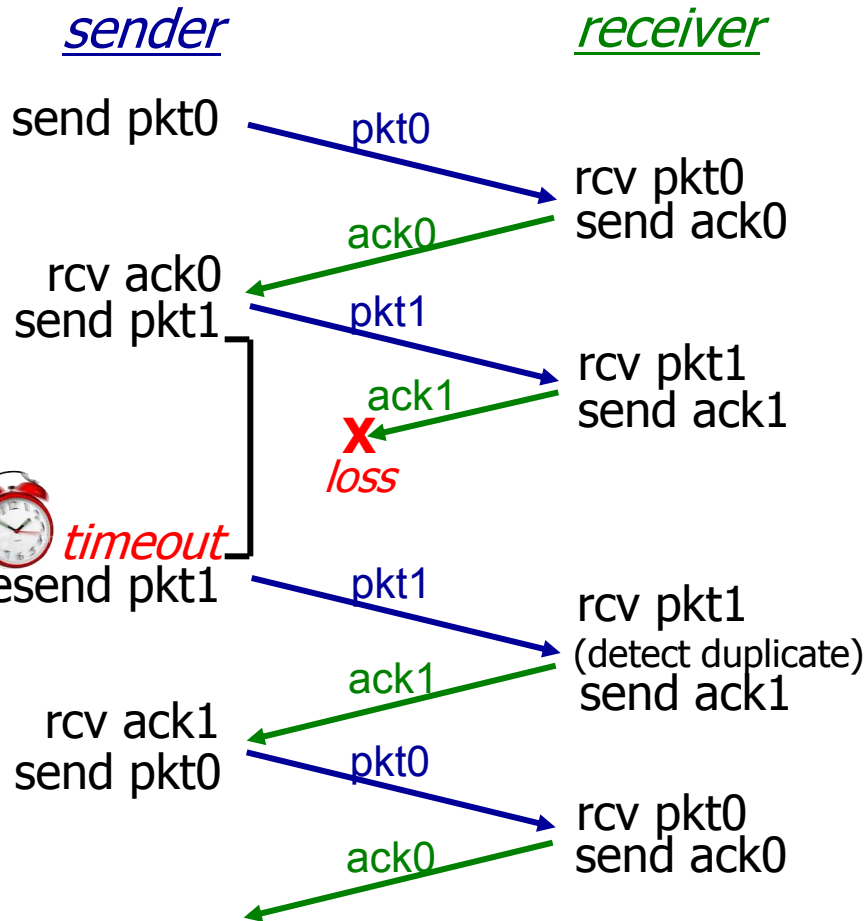 sender
receiver
send pkt0
pkt0
rcv pkt0
send ack0
ack0
rcv ack0
send pkt1
pkt1
rcv pkt1
send ack1
ack1
X
loss
timeout
esend pkt1
pkt1
rcv pkt1
(detect duplicate)
send ack1
ack1
rcv ack1
send pkt0
pkt0
rcv pkt0
send ack0
ack0